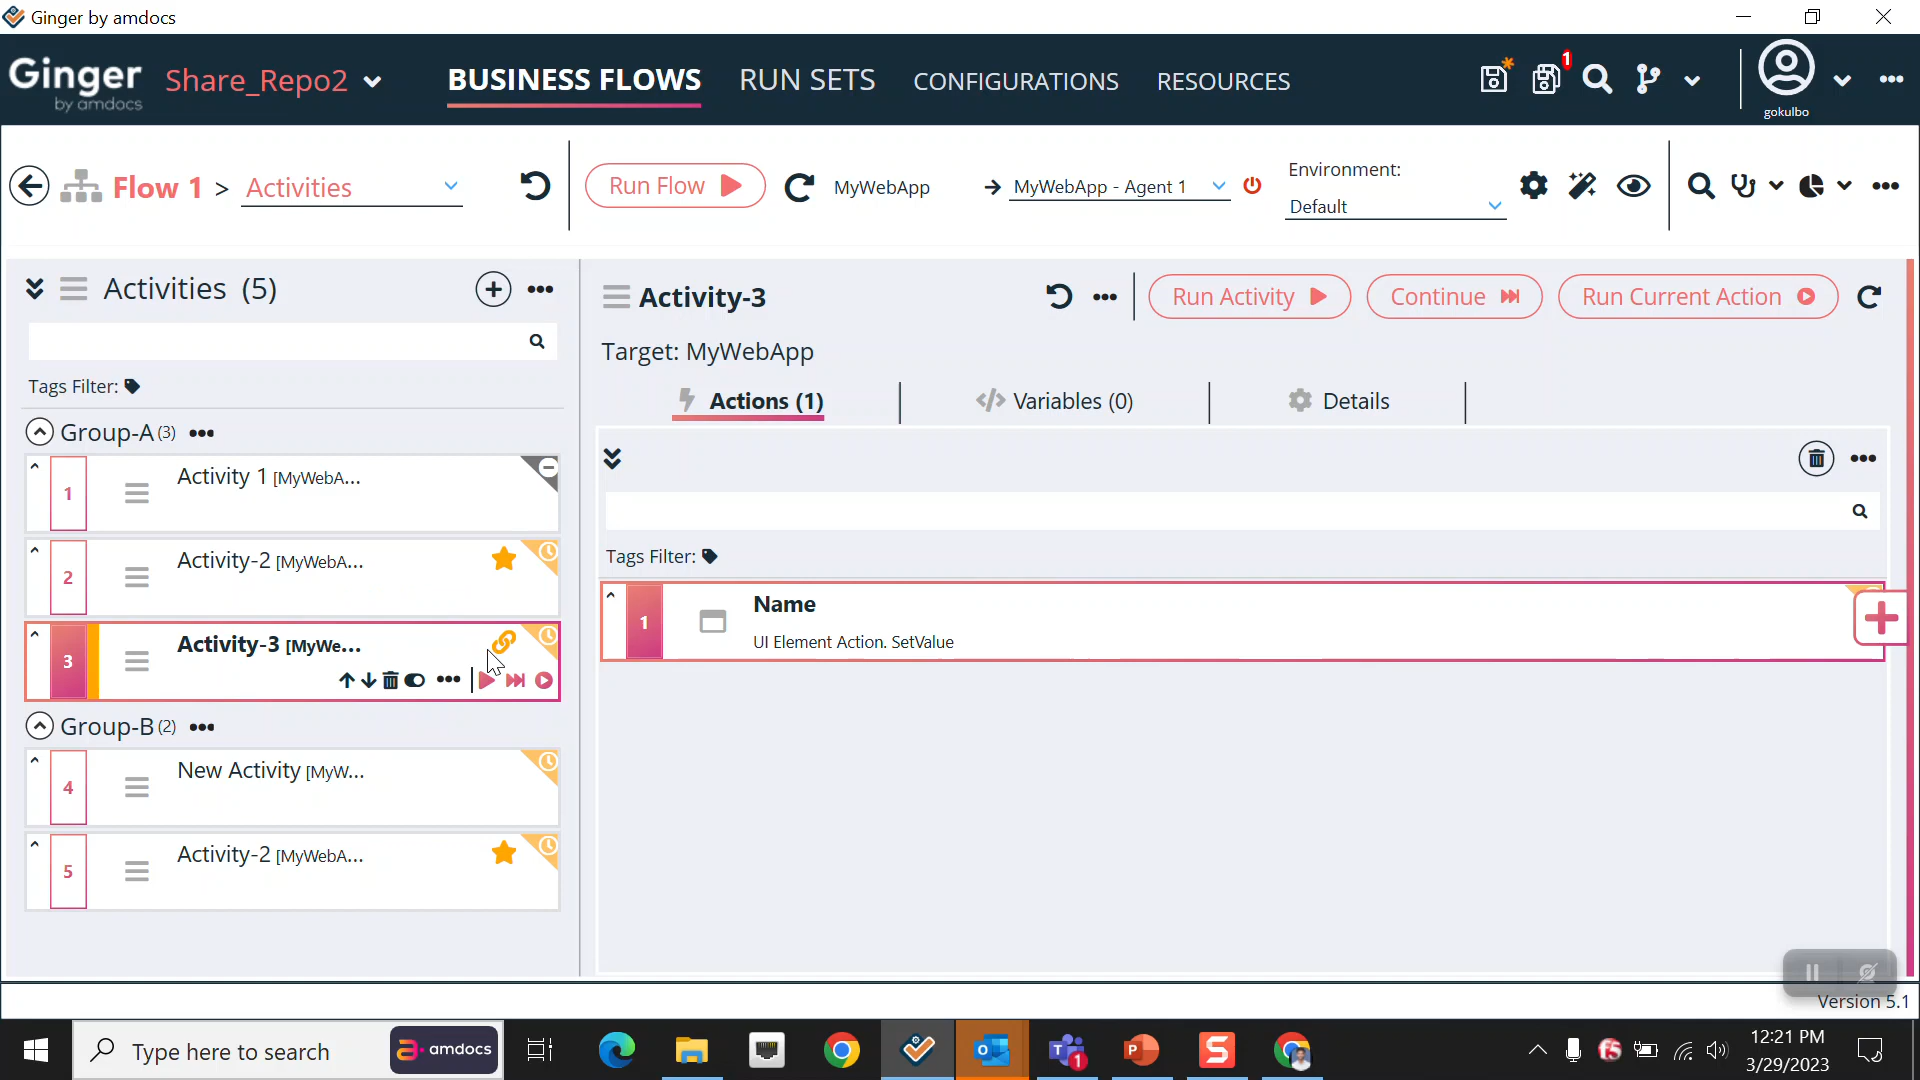 Ginger by amdocs
Ginger
by amdocs
Share_Repo2
BUSINESS FLOWS
RUN SETS
CONFIGURATIONS
RESOURCES
1
gokulbo
Flow 1 > Activities
Run Flow
MyWebApp
MyWebApp - Agent 1
Environment:
Default
Activities (5)
Tags Filter:
Group-A (3)
1
Activity 1 [MyWebA...
2
Activity-2 [MyWebA...
3
Activity-3 [MyWe...
Group-B (2)
4
New Activity [MyW...
5
Activity-2 [MyWebA...
Activity-3
Run Activity
Continue
Run Current Action
Target: MyWebApp
Actions (1)
Variables (0)
Details
Tags Filter:
1
Name
UI Element Action. SetValue
Version 5.1
Type here to search
a amdocs
1
12:21 PM
3/29/2023